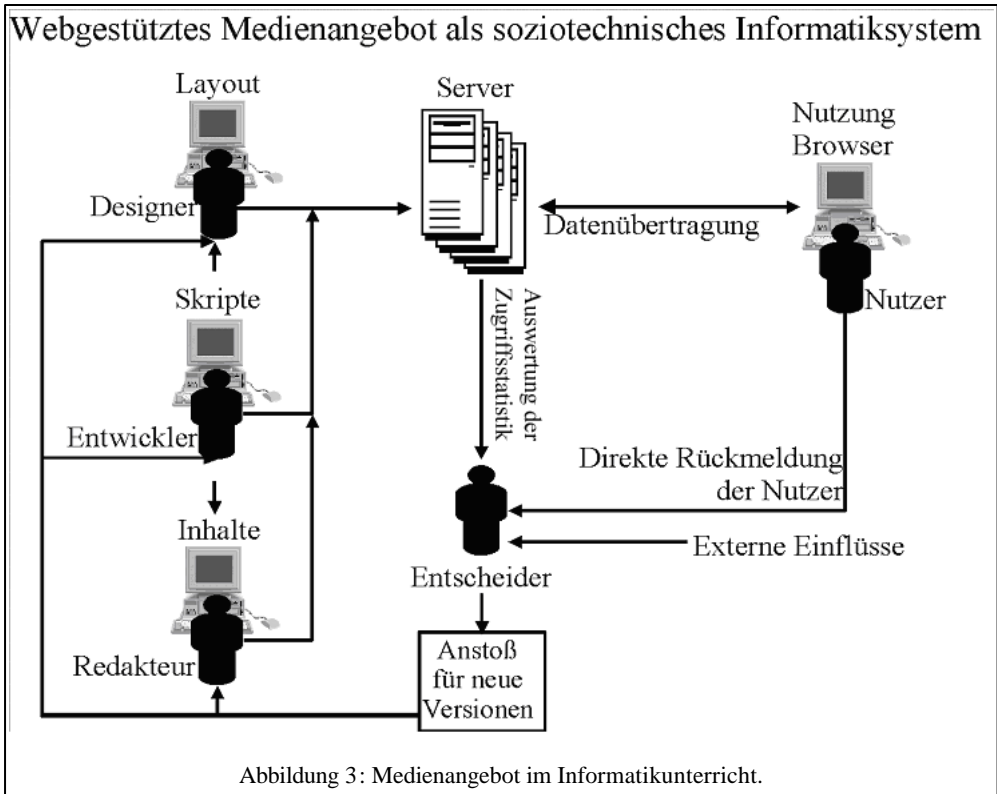 Webgestütztes Medienangebot als soziotechnisches Informatiksystem
Layout
Designer
Skripte
Entwickler
Inhalte
Redakteur
Server
Datenübertragung
Nutzung
Browser
Nutzer
Auswertung der
Zugriffsstatistik
Direkte Rückmeldung
der Nutzer
Externe Einflüsse
Entscheider
Anstoß
für neue
Versionen
Abbildung 3: Medienangebot im Informatikunterricht.